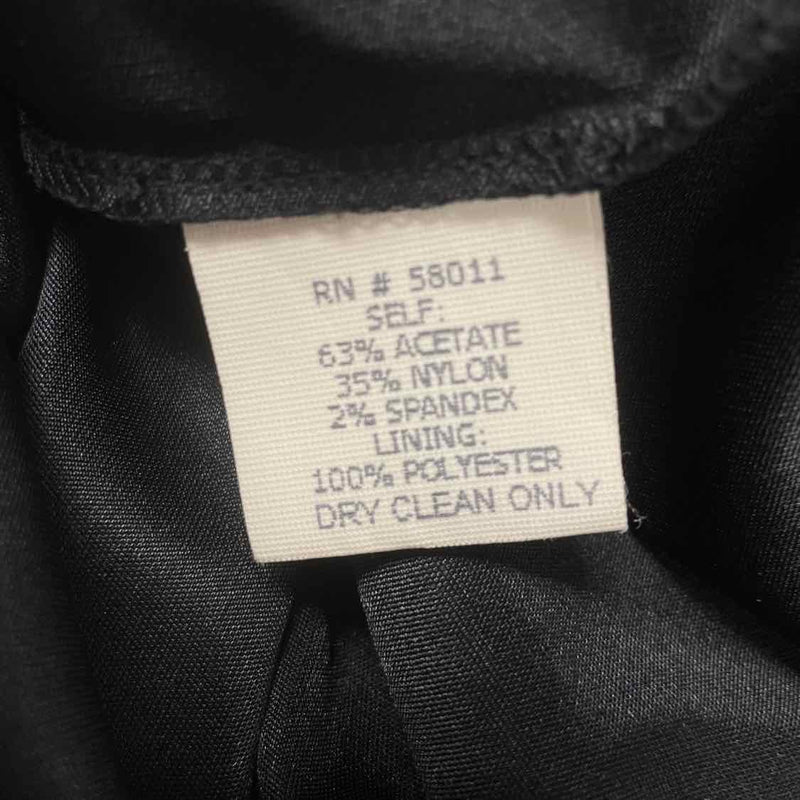 RN # 58011
SELF:
63% ACETATE
35% NYLON
2% SPANDEX
LINING:
100% POLYESTER
DRY CLEAN ONLY